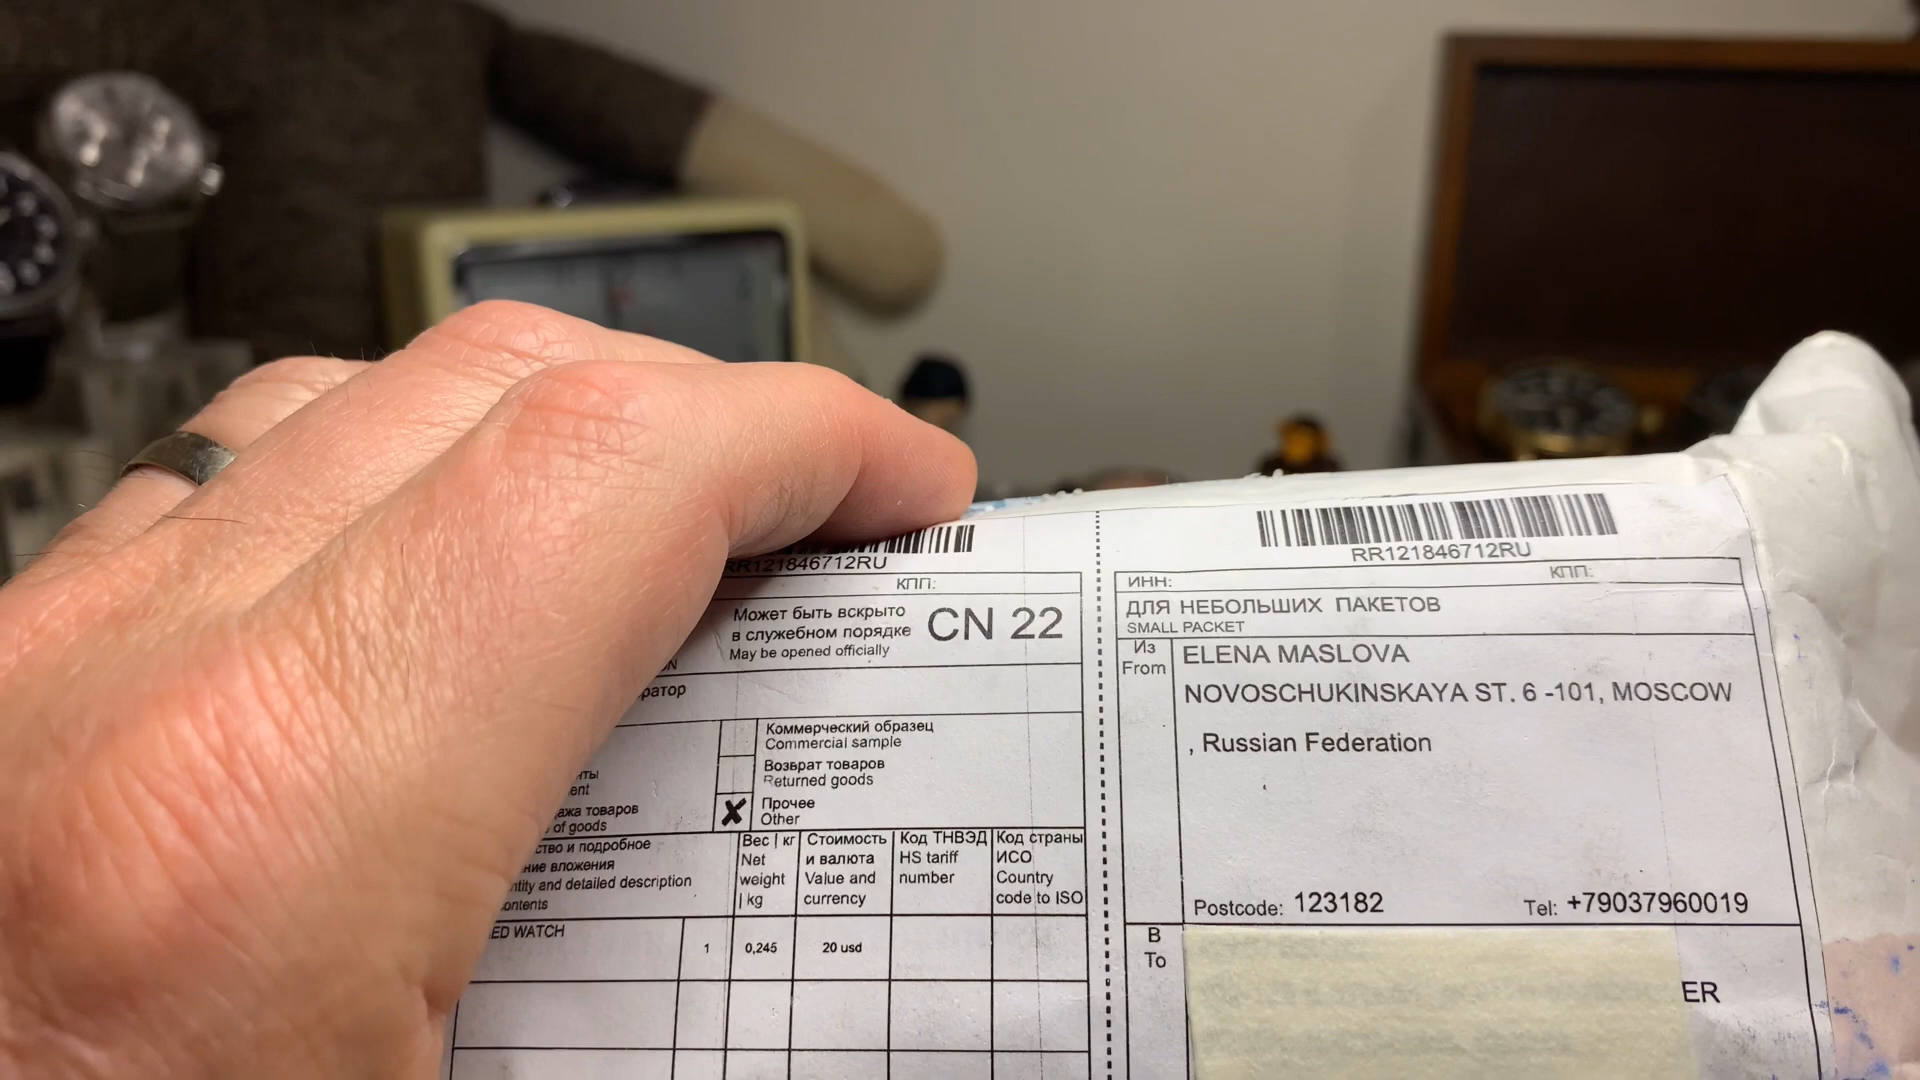 RR121846712RU
КПП:
Может быть вскрыто
в служебном порядке
May be opened officially
CN 22
Коммерческий образец
Commercial sample
Возврат товаров
Returned goods
товаров
of goods
Прочее
Other
и подробное
вложения
and detailed description
Вес | кг
Net
weight
| kg
Стоимость
и валюта
Value and
currency
Код ТНВЭД
HS tariff
number
Код страны
ИСО
Country
code to ISO
WATCH
1
0,245
20 usd
RR121846712RU
ИНН:
КПП:
ДЛЯ НЕБОЛЬШИХ ПАКЕТОВ
SMALL PACKET
Из
From
ELENA MASLOVA
NOVOSCHUKINSKAYA ST. 6 -101, MOSCOW
, Russian Federation
Postcode: 123182
Tel: +79037960019
В
To
ER